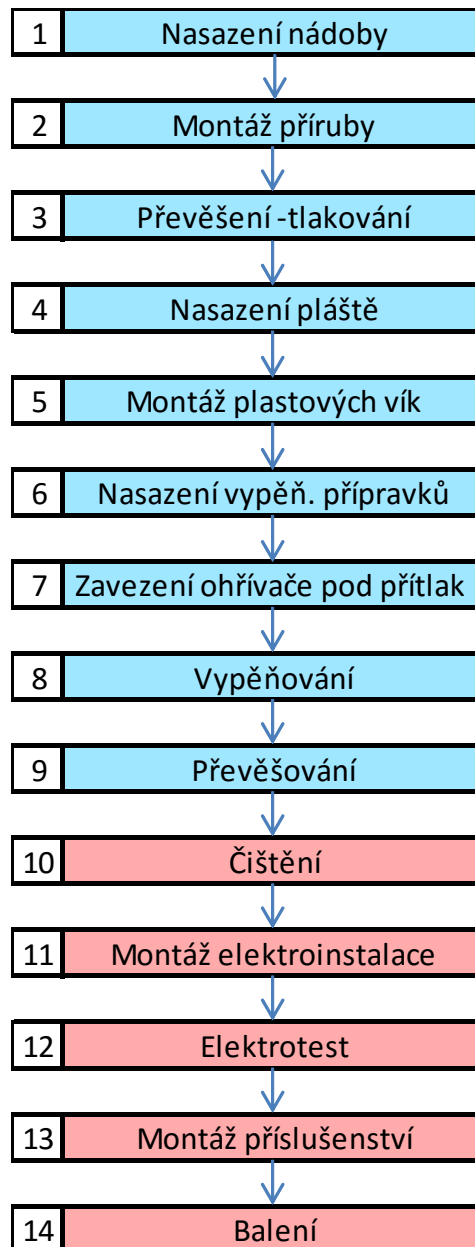 1 Nasazení nádoby
2 Montáž příruby
3 Převěšení -tlakování
4 Nasazení pláště
5 Montáž plastových vík
6 Nasazení vypěň. přípravků
7 Zavezení ohřívače pod přítlak
8 Vypěňování
9 Převěšování
10 Čištění
11 Montáž elektroinstalace
12 Elektrotest
13 Montáž příslušenství
14 Balení